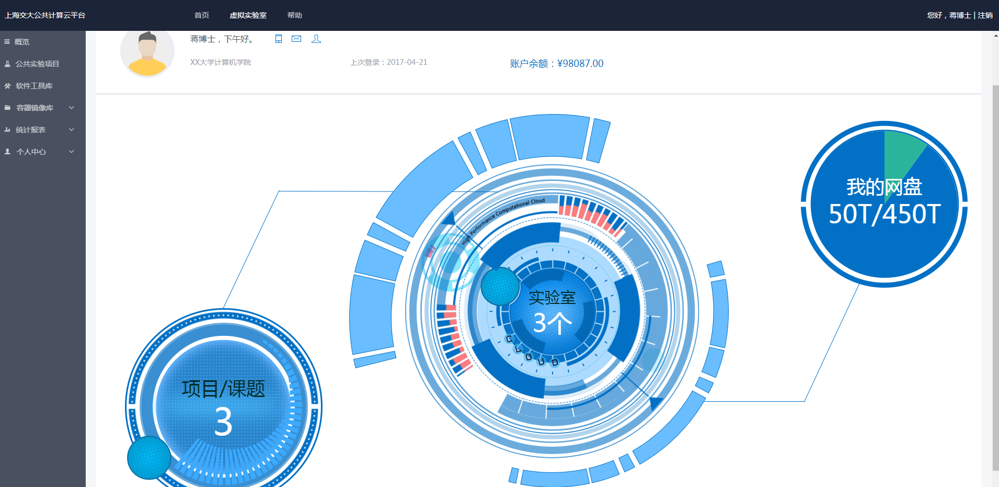 上海交大公共计算云平台
首页
虚拟实验室
帮助
您好，蒋博士 | 注销
概览
公共实验项目
软件工具库
容器镜像库
统计报表
个人中心
蒋博士，下午好。
XX大学计算机学院
上次登录：2017-04-21
账户余额：¥98087.00
我的网盘
50T/450T
High Performance Computational Cloud
实验室
3个
CLOUD
项目/课题
3